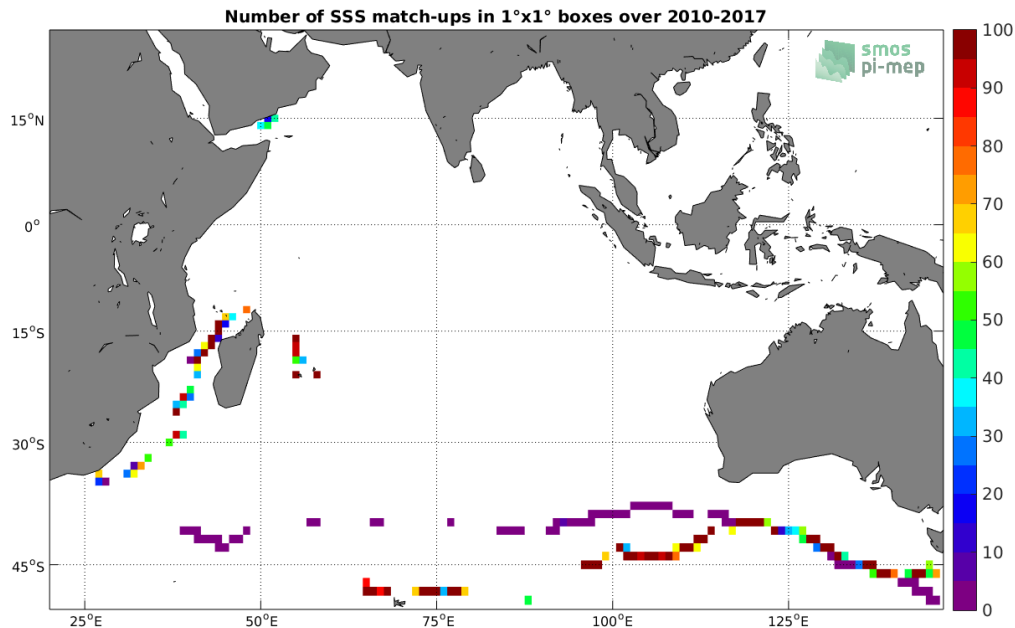 Number of SSS match-ups in 1°x1° boxes over 2010-2017
smos
pi-mep
15°N
0°
15°S
30°S
45°S
25°E
50°E
75°E
100°E
125°E
100
90
80
70
60
50
40
30
20
10
0